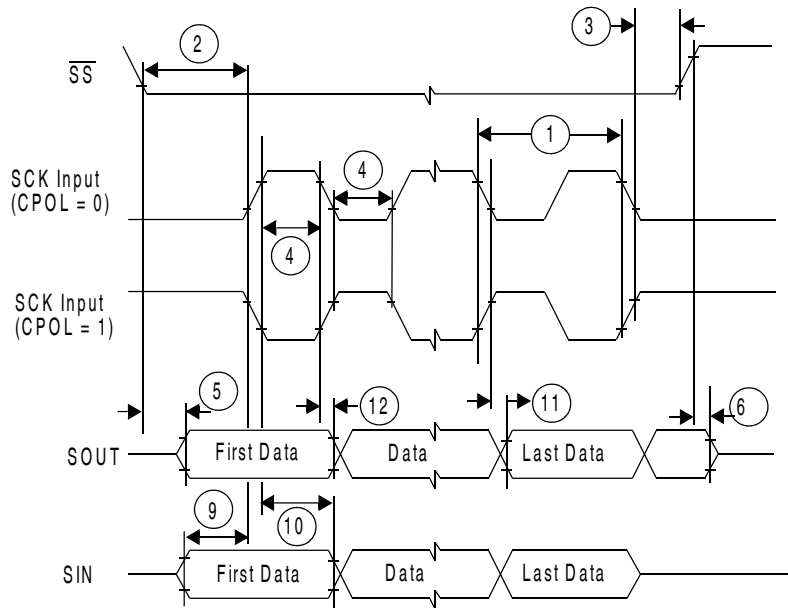 2
3
SS
1
SCK Input
(CPOL = 0)
4
4
SCK Input
(CPOL = 1)
5
12
11
6
SOUT
First Data
Data
Last Data
9
10
SIN
First Data
Data
Last Data